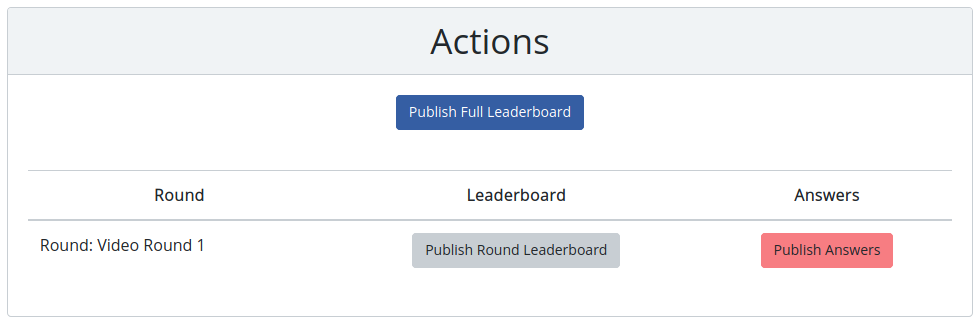 Actions
Publish Full Leaderboard
Round Leaderboard Answers
Round: Video Round 1 Publish Round Leaderboard Publish Answers